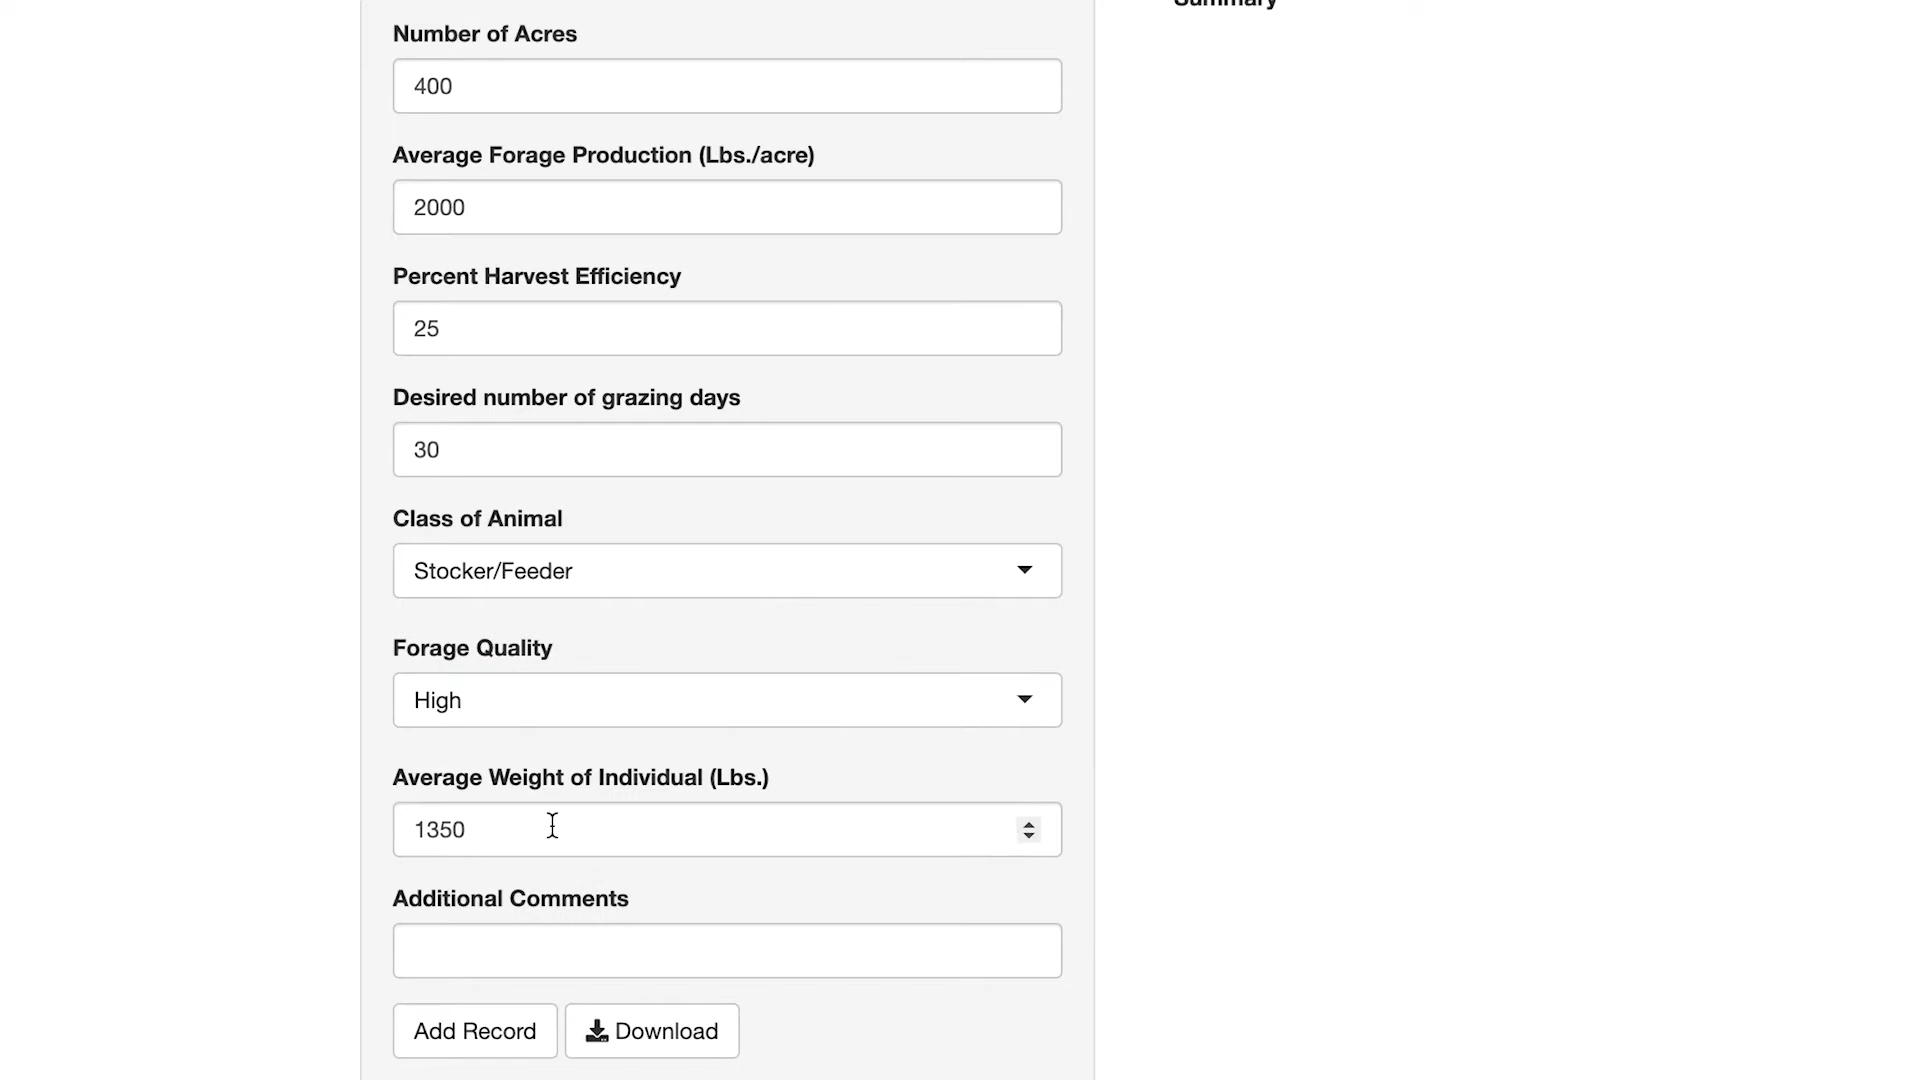 Summary
Number of Acres
400
Average Forage Production (Lbs./acre)
2000
Percent Harvest Efficiency
25
Desired number of grazing days
30
Class of Animal
Stocker/Feeder
Forage Quality
High
Average Weight of Individual (Lbs.)
1350
Additional Comments
Add Record
Download